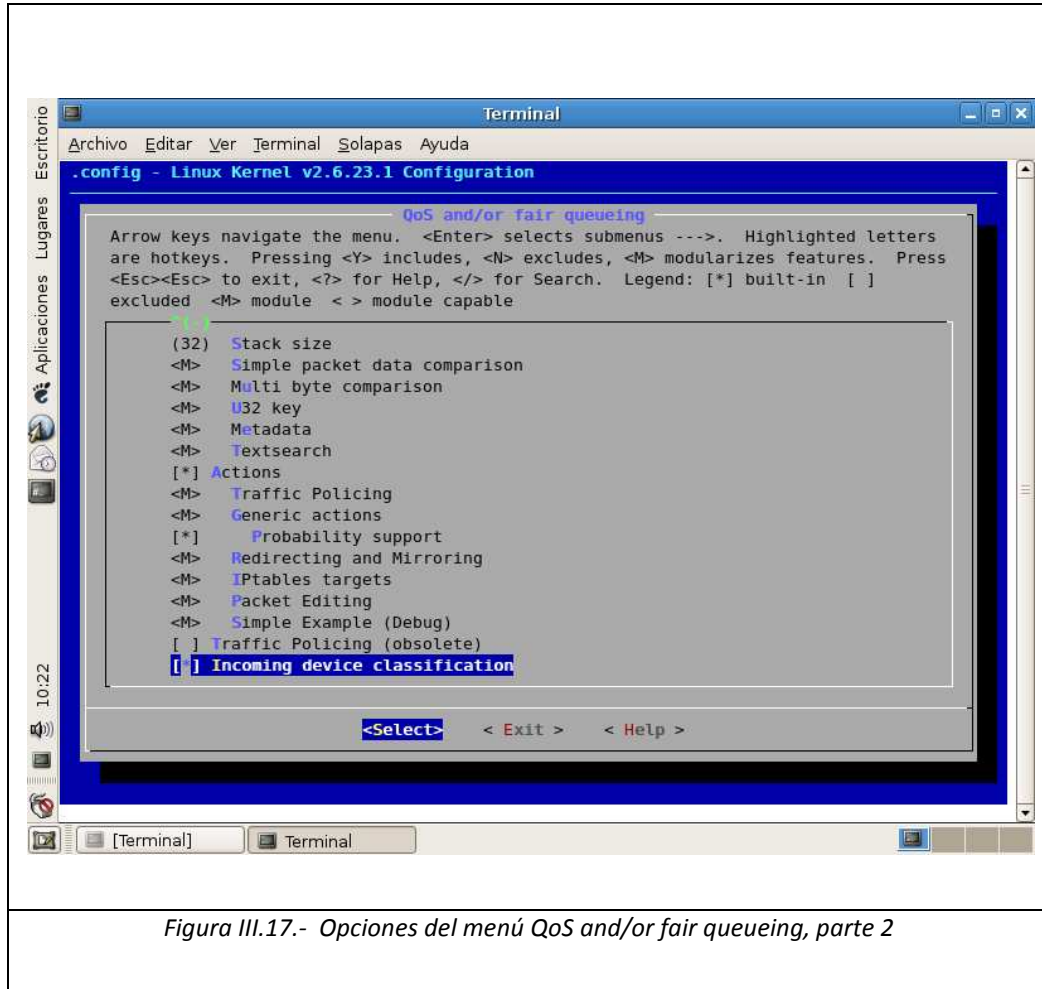 Terminal
Archivo Editar Ver Terminal Solapas Ayuda
.config - Linux Kernel v2.6.23.1 Configuration
QoS and/or fair queueing
Arrow keys navigate the menu. <Enter> selects submenus --->. Highlighted letters
are hotkeys. Pressing <Y> includes, <N> excludes, <M> modularizes features. Press
<Esc><Esc> to exit, <?> for Help, </> for Search. Legend: [*] built-in [ ]
excluded <M> module < > module capable
^(-)
(32) Stack size
<M> Simple packet data comparison
<M> Multi byte comparison
<M> U32 key
<M> Metadata
<M> Textsearch
[*] Actions
<M> Traffic Policing
<M> Generic actions
[*] Probability support
<M> Redirecting and Mirroring
<M> IPtables targets
<M> Packet Editing
<M> Simple Example (Debug)
[ ] Traffic Policing (obsolete)
[*] Incoming device classification
<Select> < Exit > < Help >
Aplicaciones Lugares Escritorio
10:22
[Terminal] Terminal
Figura III.17.- Opciones del menú QoS and/or fair queueing, parte 2